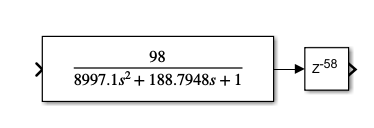 98
8997.1s² + 188.7948s + 1
Z⁻⁵⁸